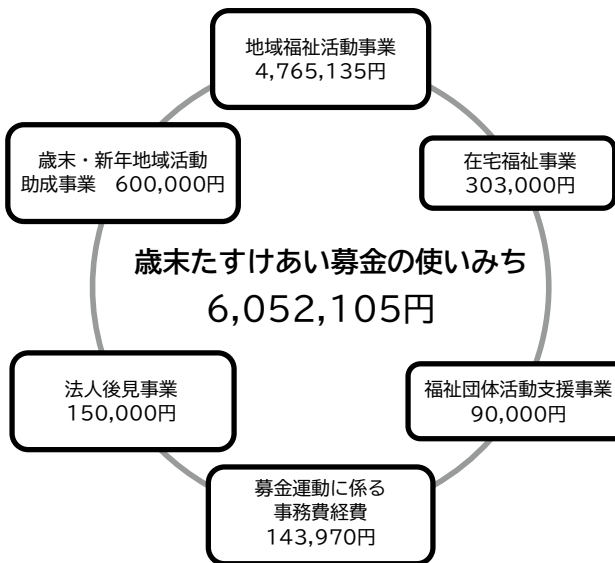 地域福祉活動事業
4,765,135円
歳末・新年地域活動
助成事業　600,000円
在宅福祉事業
303,000円
歳末たすけあい募金の使いみち
6,052,105円
法人後見事業
150,000円
福祉団体活動支援事業
90,000円
募金運動に係る
事務費経費
143,970円